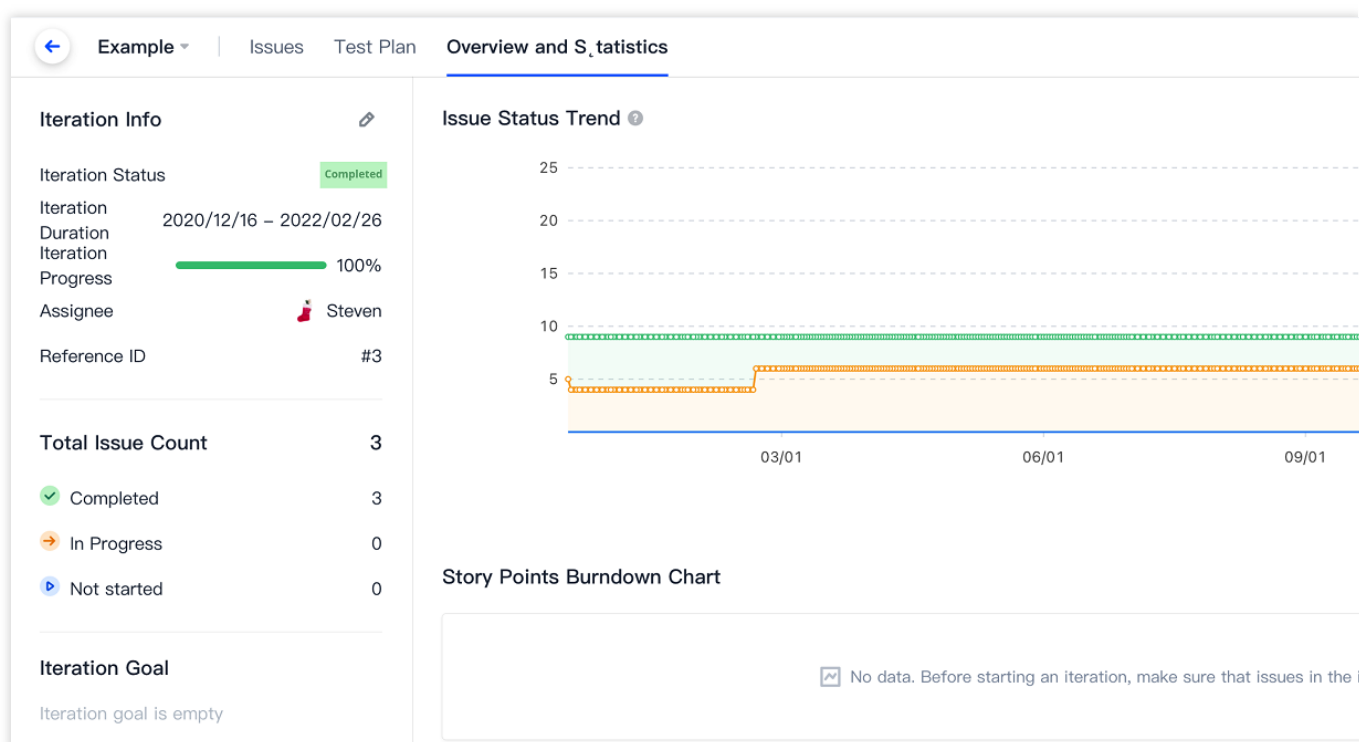 Example Issues Test Plan Overview and S˛tatistics
Iteration Info
Iteration Status Completed
Iteration Duration 2020/12/16 – 2022/02/26
Iteration Progress 100%
Assignee Steven
Reference ID #3
Total Issue Count 3
Completed 3
In Progress 0
Not started 0
Iteration Goal
Iteration goal is empty
Issue Status Trend
25
20
15
10
5
03/01 06/01 09/01
Story Points Burndown Chart
No data. Before starting an iteration, make sure that issues in the